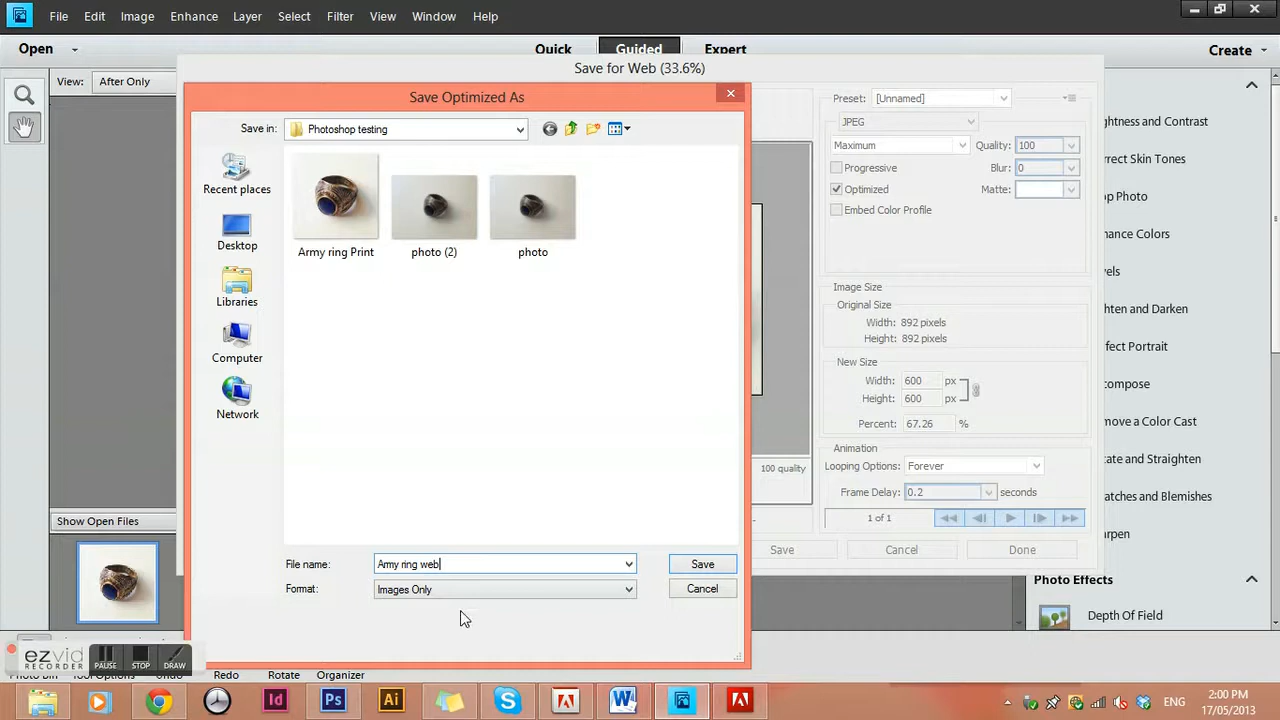 File Edit Image Enhance Layer Select Filter View Window Help
Open Quick Guided Expert Create
View: After Only
Save for Web (33.6%)
Save Optimized As
Save in: Photoshop testing
Recent places
Desktop
Libraries
Computer
Network
Army ring Print photo (2) photo
File name: Army ring web Save
Format: Images Only Cancel
Preset: [Unnamed]
JPEG
Maximum Quality: 100
Progressive Blur: 0
Optimized Matte:
Embed Color Profile
Image Size
Original Size
Width: 892 pixels
Height: 892 pixels
New Size
Width: 600 px
Height: 600 px
Percent: 67.26 %
Animation
Looping Options: Forever
Frame Delay: 0.2 seconds
1 of 1
100 quality
Save Cancel Done
ghtness and Contrast
rrect Skin Tones
op Photo
hance Colors
vels
hten and Darken
rfect Portrait
compose
move a Color Cast
tate and Straighten
atches and Blemishes
arpen
Photo Effects
Depth Of Field
Show Open Files
ezvid
RECORDER
PAUSE STOP DRAW
Redo Rotate Organizer
Id Ps Ai
ENG
2:00 PM
17/05/2013